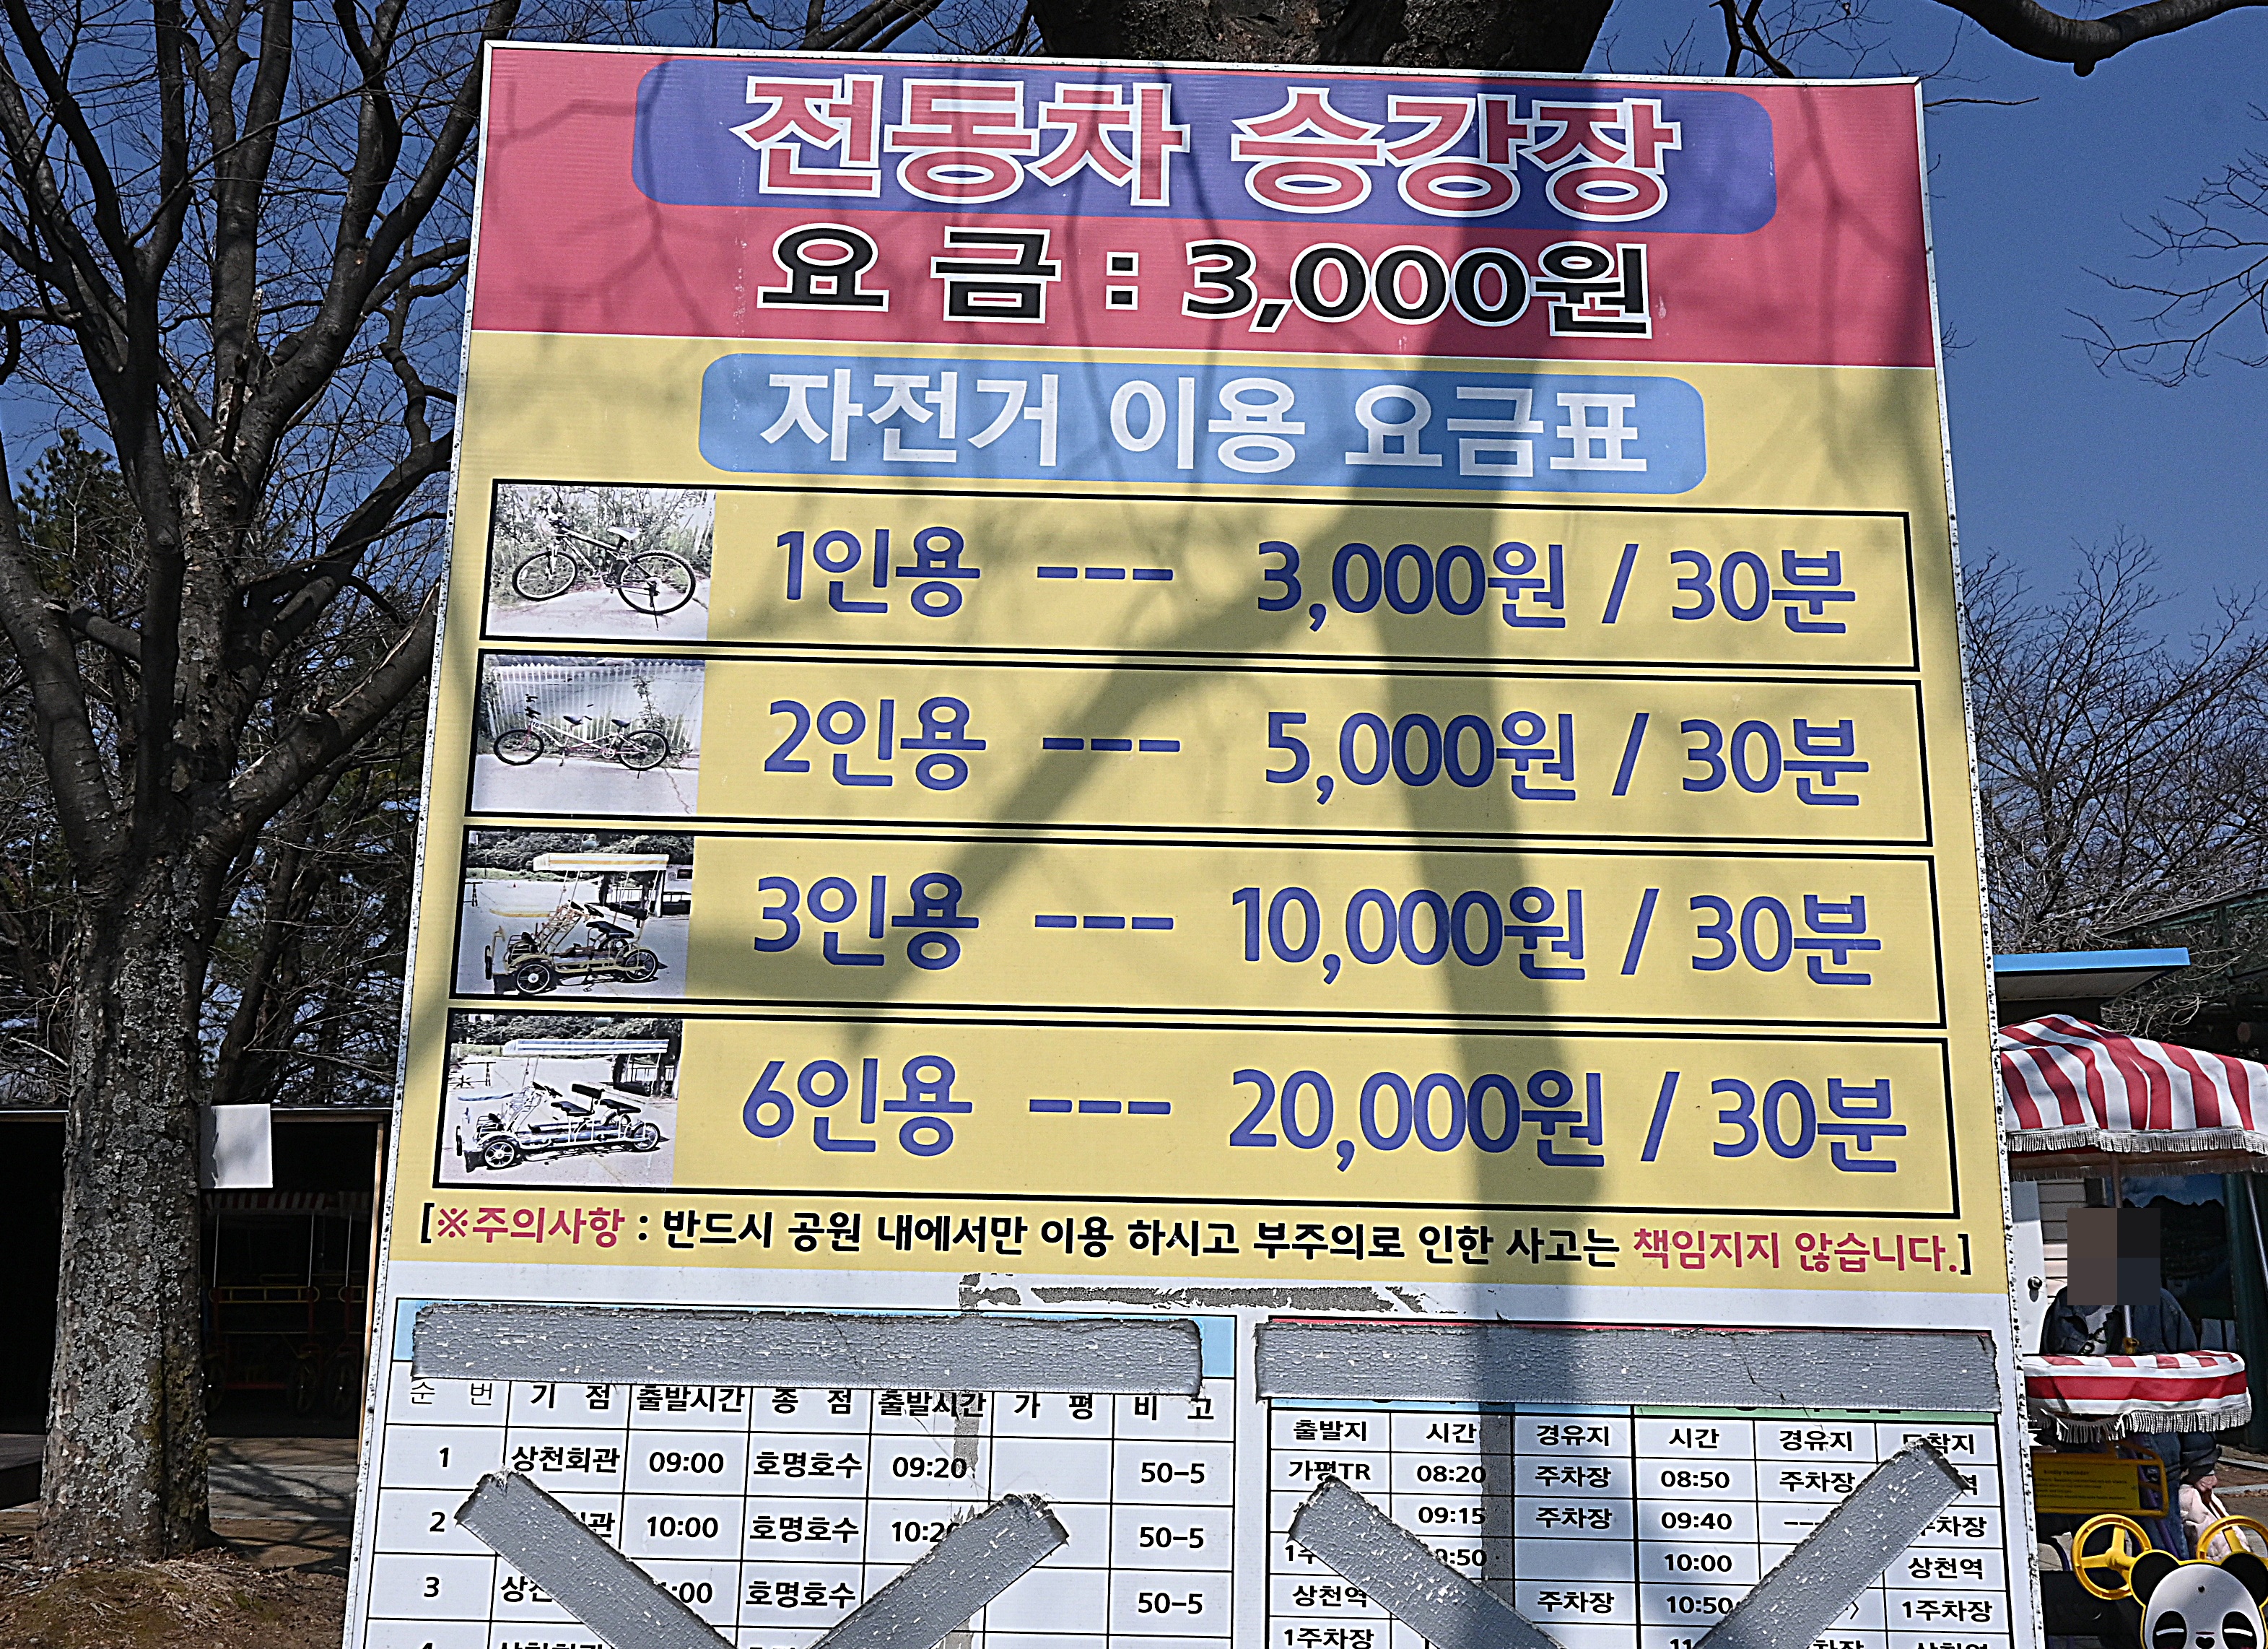 전동차 승강장
요 금 : 3,000원
자전거 이용 요금표
1인용 --- 3,000원 / 30분
2인용 --- 5,000원 / 30분
3인용 --- 10,000원 / 30분
6인용 --- 20,000원 / 30분
[※주의사항 : 반드시 공원 내에서만 이용 하시고 부주의로 인한 사고는 책임지지 않습니다.]
순 번 기 점 출발시간 종 점 출발시간 가 평 비 고
1 상천회관 09:00 호명호수 09:20 50-5
2 10:00 호명호수 50-5
3 호명호수 50-5
출발지 시간 경유지 시간 경유지
가평TR 08:20 주차장 08:50 주차장
09:15 주차장 09:40
10:00 상천역
상천역 주차장 10:50 1주차장
1주차장